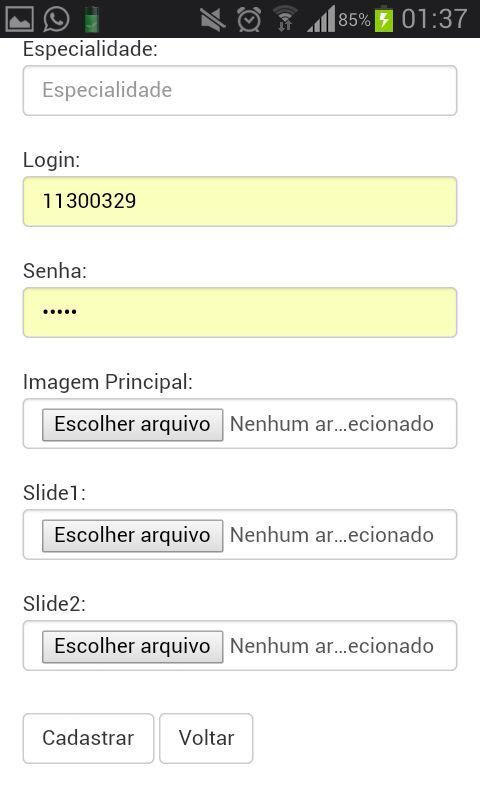 85% 01:37
Especialidade:
Especialidade
Login:
11300329
Senha:
•••••
Imagem Principal:
Escolher arquivo Nenhum ar...ecionado
Slide1:
Escolher arquivo Nenhum ar...ecionado
Slide2:
Escolher arquivo Nenhum ar...ecionado
Cadastrar Voltar